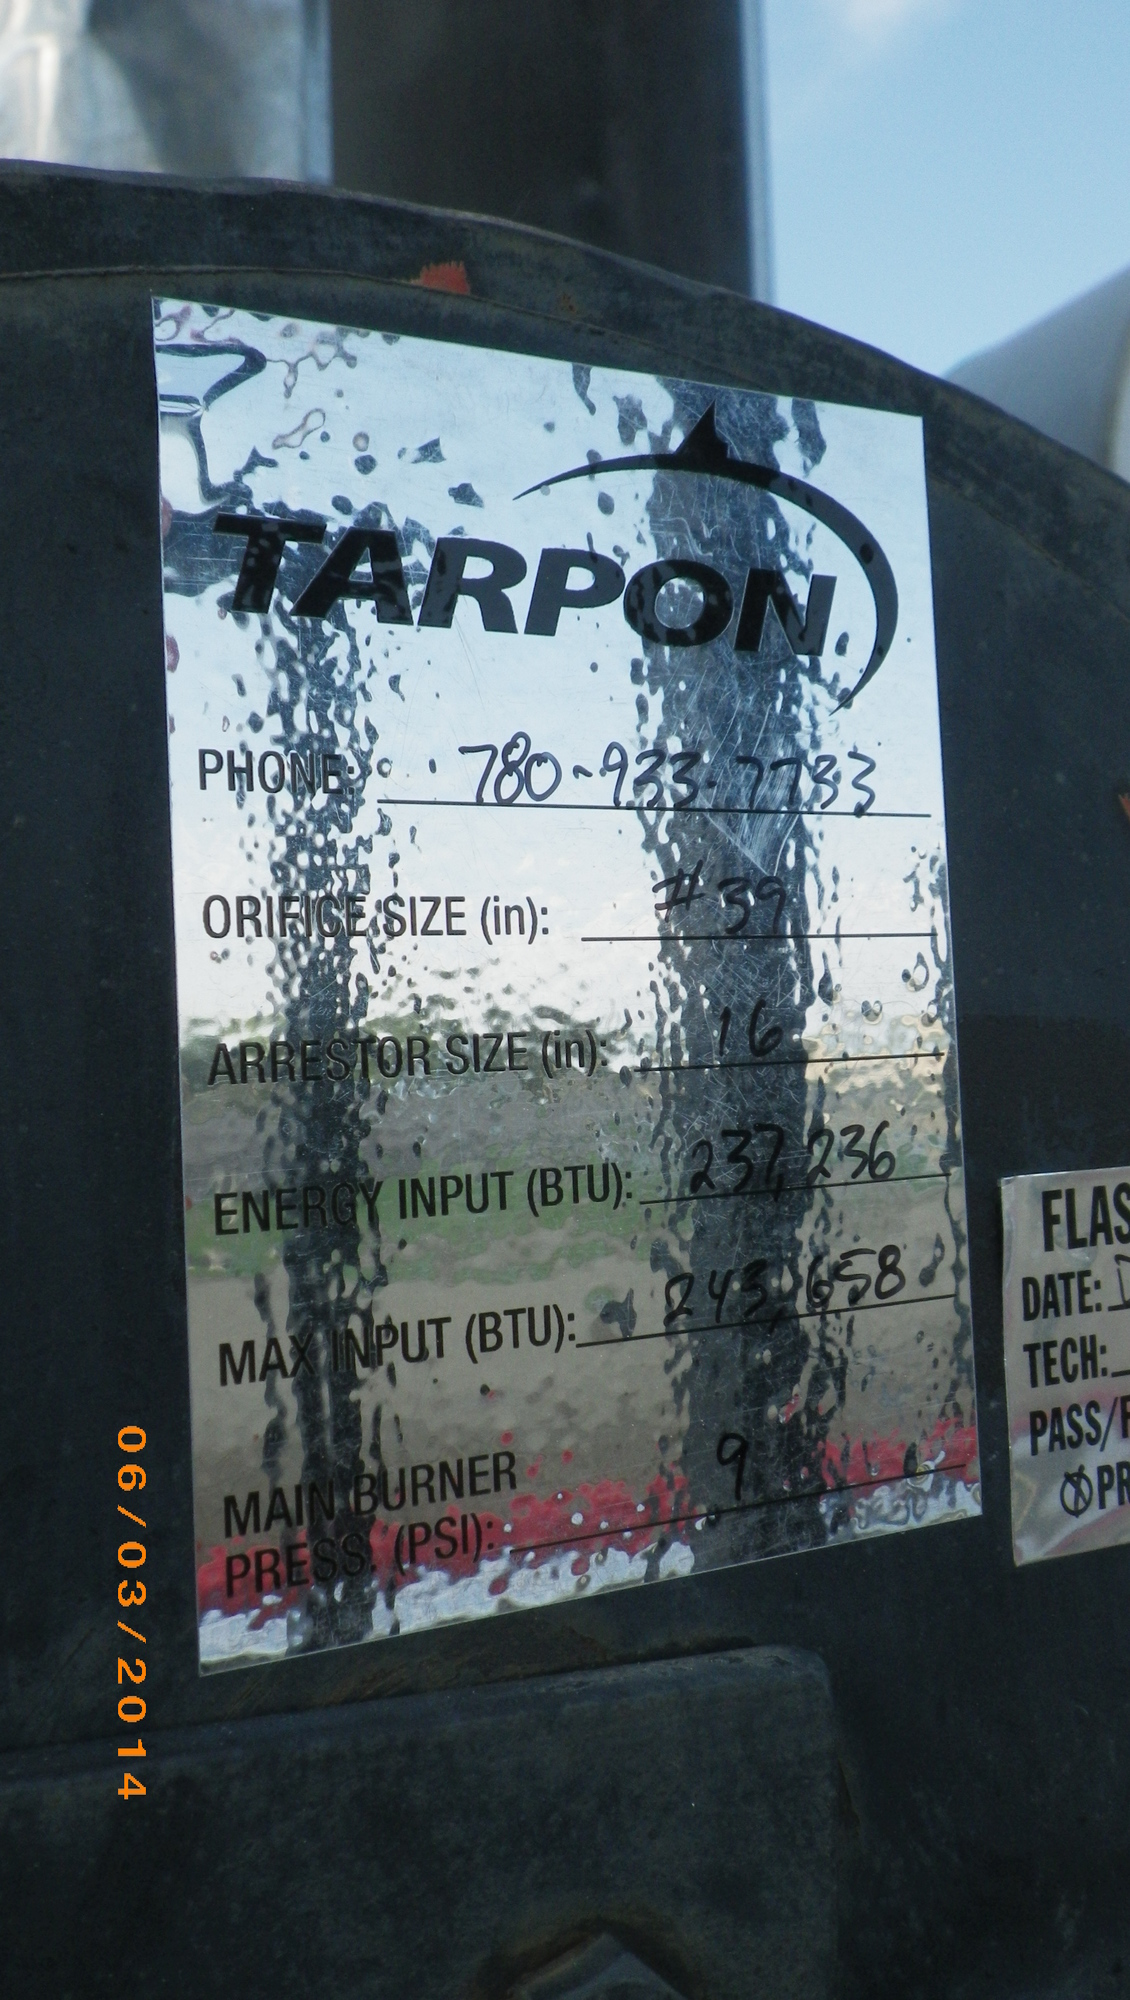 TARPON
PHONE: 780-933-7733
ORIFICE SIZE (in): #39
ARRESTOR SIZE (in): 16
ENERGY INPUT (BTU): 237,236
MAX INPUT (BTU): 243,658
MAIN BURNER
PRESS. (PSI): 9
FLAS
DATE:
TECH:
PASS/F
PR
06/03/2014